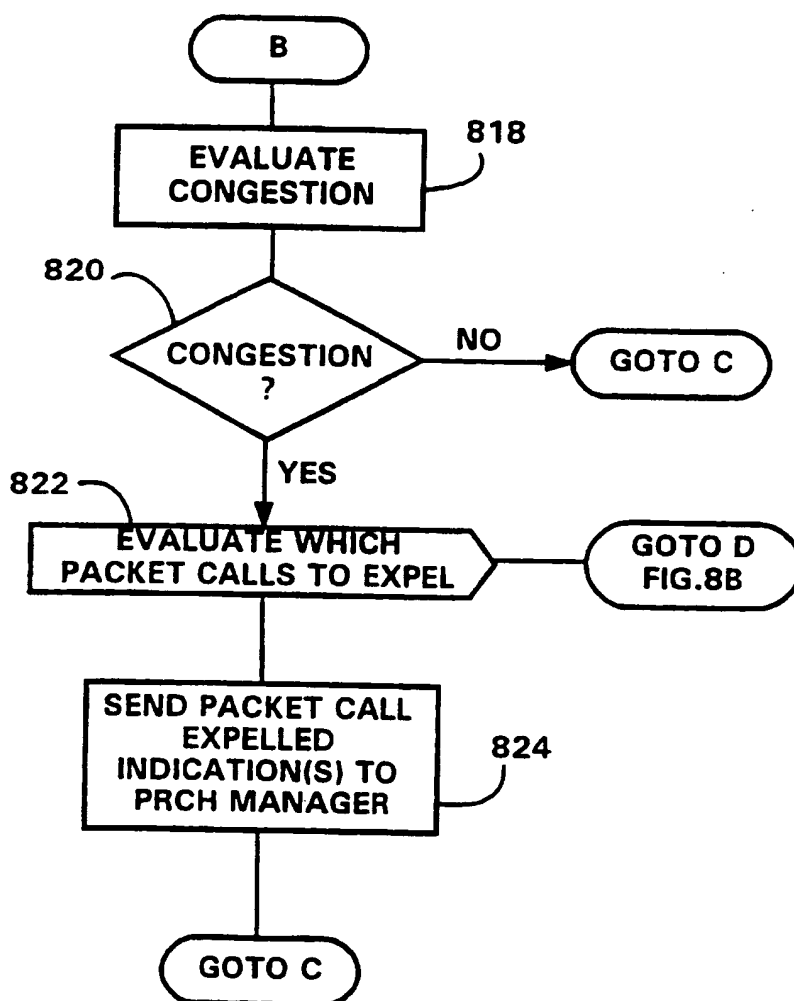 B
818
EVALUATE
CONGESTION
820
CONGESTION
?
NO
GOTO C
YES
822
EVALUATE WHICH
PACKET CALLS TO EXPEL
GOTO D
FIG.8B
SEND PACKET CALL
EXPELLED
INDICATION(S) TO
PRCH MANAGER
824
GOTO C